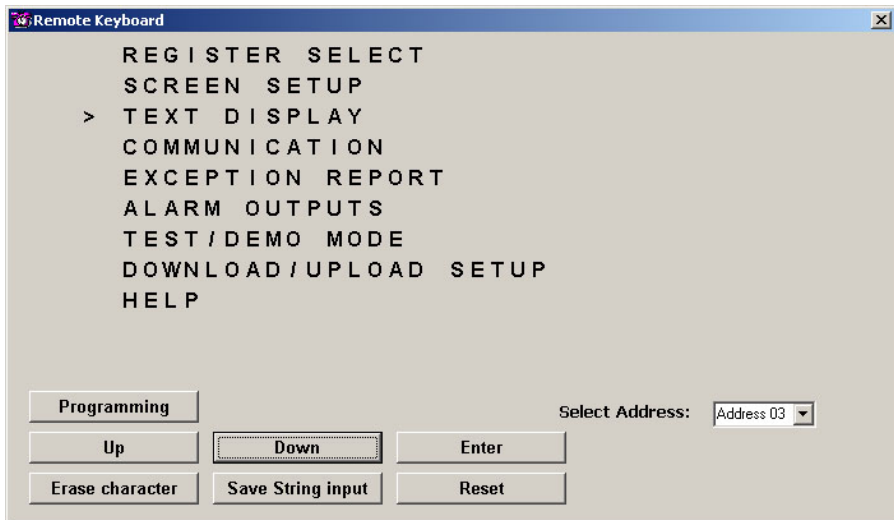 Remote Keyboard
REGISTER SELECT
SCREEN SETUP
> TEXT DISPLAY
COMMUNICATION
EXCEPTION REPORT
ALARM OUTPUTS
TEST/DEMO MODE
DOWNLOAD/UPLOAD SETUP
HELP
Programming
Select Address: Address 03
Up Down Enter
Erase character Save String input Reset